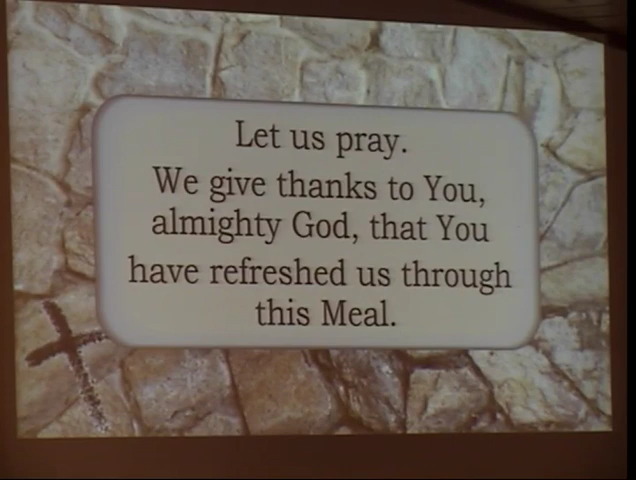 Let us pray.
We give thanks to You,
almighty God, that You
have refreshed us through
this Meal.